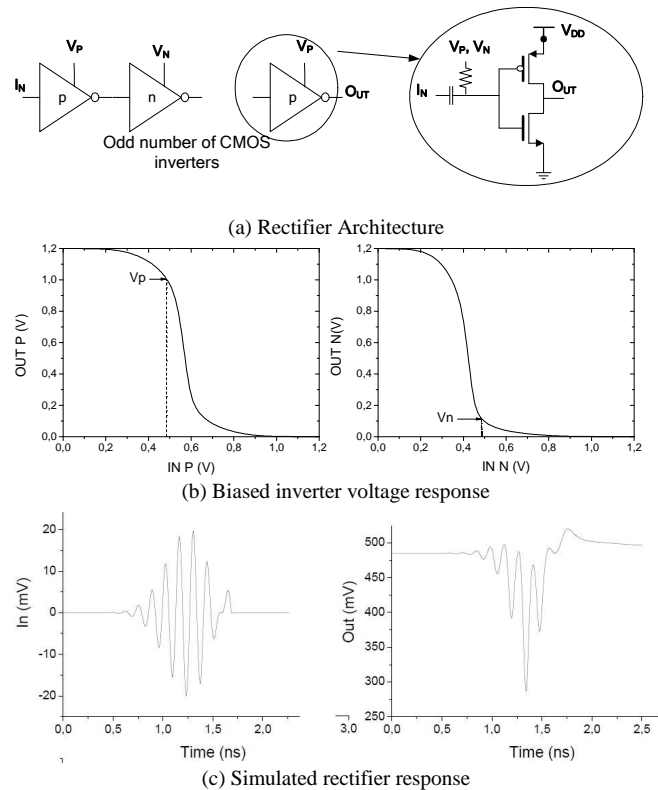 V_P V_N V_P V_P, V_N V_DD
I_N p n p O_UT I_N O_UT
Odd number of CMOS
inverters
(a) Rectifier Architecture
1,2 1,0 0,8 0,6 0,4 0,2 0,0
OUT P (V)
Vp
0,0 0,2 0,4 0,6 0,8 1,0 1,2
IN P (V)
1,2 1,0 0,8 0,6 0,4 0,2 0,0
OUT N(V)
Vn
0,0 0,2 0,4 0,6 0,8 1,0 1,2
IN N (V)
(b) Biased inverter voltage response
20 10 0 -10 -20
In (mV)
0,0 0,5 1,0 1,5 2,0
Time (ns)
3,0
500 450 400 350 300 250
Out (mV)
0,0 0,5 1,0 1,5 2,0 2,5
Time (ns)
(c) Simulated rectifier response